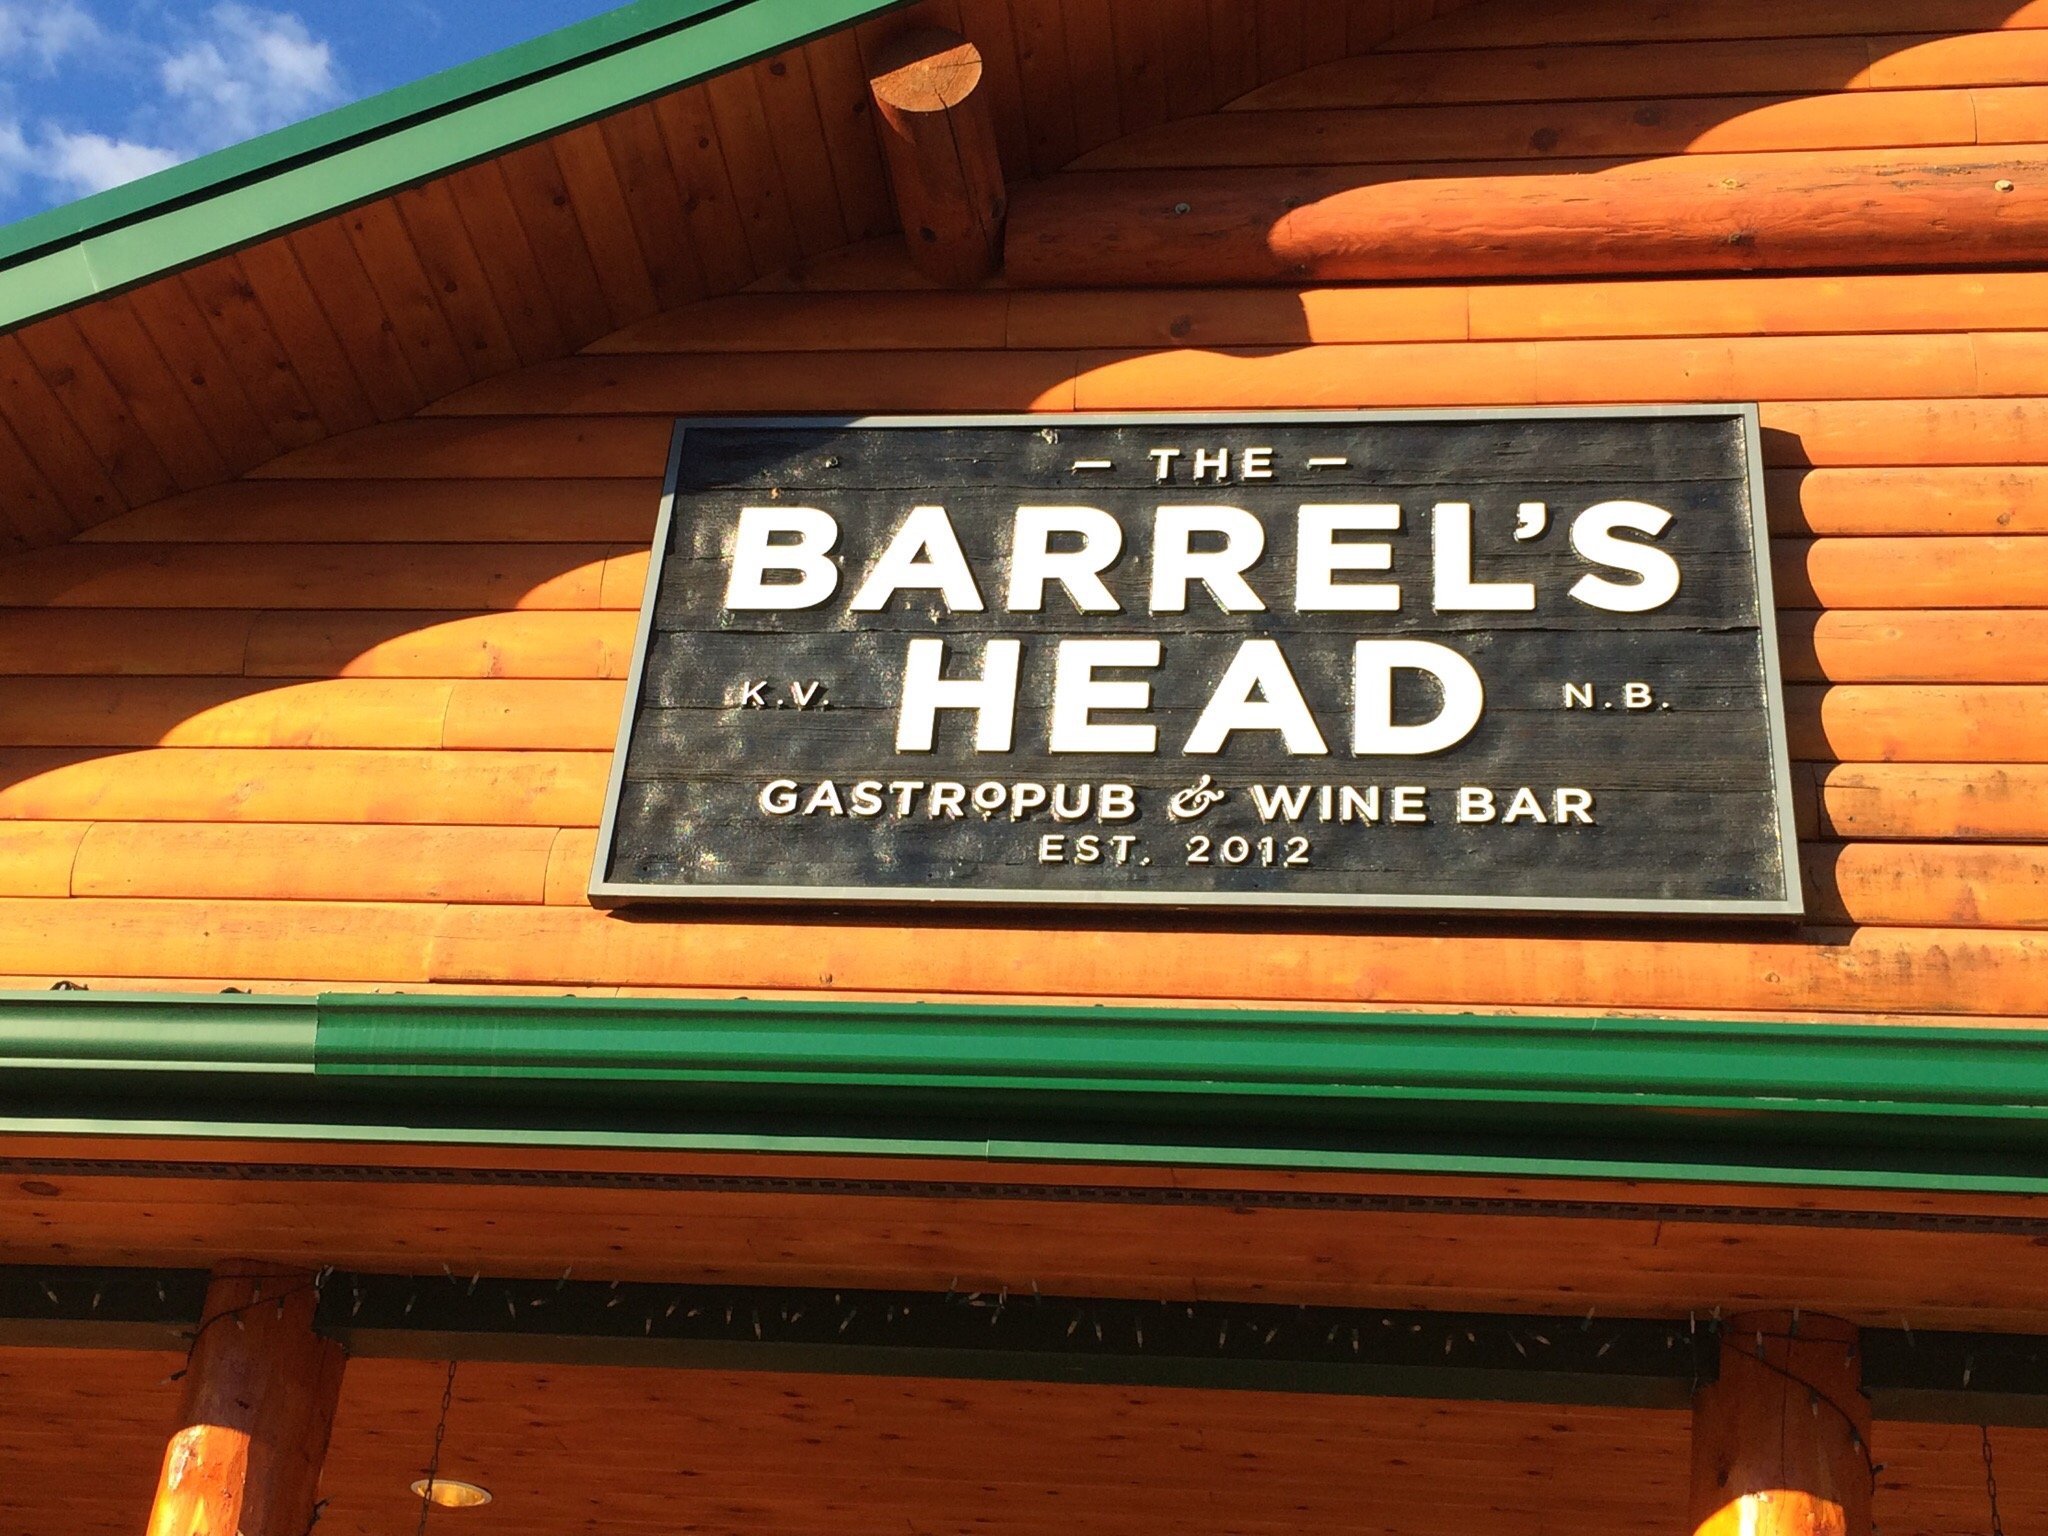 — THE —
BARREL'S
K.V. HEAD N.B.
GASTROPUB & WINE BAR
EST. 2012